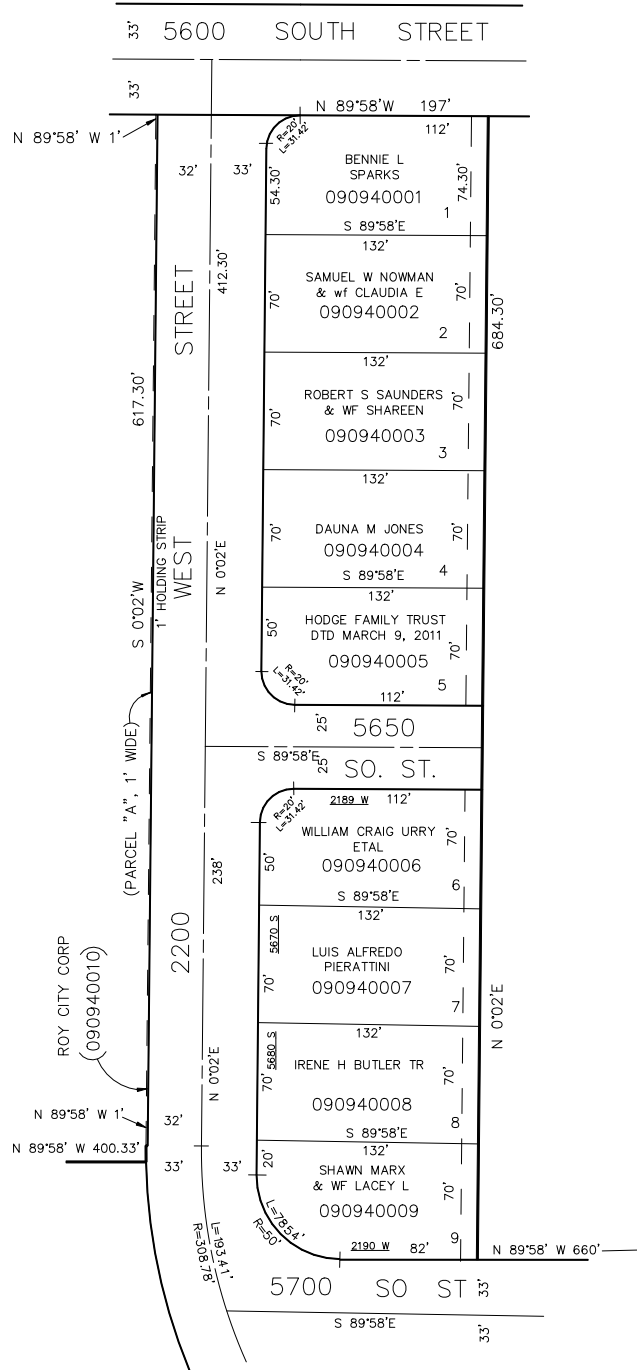 33'
5600 SOUTH STREET
33'
N 89°58'W 197'
N 89°58' W 1'
R=20'
L=31.42'
112'
32'
33'
54.30'
BENNIE L
SPARKS
090940001
74.30'
1
S 89°58'E
132'
412.30'
STREET
70'
SAMUEL W NOWMAN
& wf CLAUDIA E
090940002
70'
2
684.30'
132'
617.30'
70'
ROBERT S SAUNDERS
& WF SHAREEN
090940003
70'
3
132'
1' HOLDING STRIP
WEST
N 0°02'E
70'
DAUNA M JONES
090940004
70'
4
S 89°58'E
132'
S 0°02'W
50'
HODGE FAMILY TRUST
DTD MARCH 9, 2011
090940005
70'
5
R=20'
L=31.42'
112'
25'
5650
S 89°58'E
25'
SO. ST.
(PARCEL "A", 1' WIDE)
2189 W
112'
R=20'
L=31.42'
WILLIAM CRAIG URRY
ETAL
090940006
70'
6
50'
238'
S 89°58'E
132'
2200
5670 S
70'
LUIS ALFREDO
PIERATTINI
090940007
70'
7
N 0°02'E
132'
ROY CITY CORP
(090940010)
N 0°02'E
5680 S
70'
IRENE H BUTLER TR
090940008
70'
8
N 89°58' W 1'
32'
S 89°58'E
132'
N 89°58' W 400.33'
33'
33'
20'
SHAWN MARX
& WF LACEY L
090940009
70'
9
L=78.54'
R=50'
L=193.41'
R=308.78'
2190 W
82'
N 89°58' W 660'
5700 SO ST
33'
S 89°58'E
33'